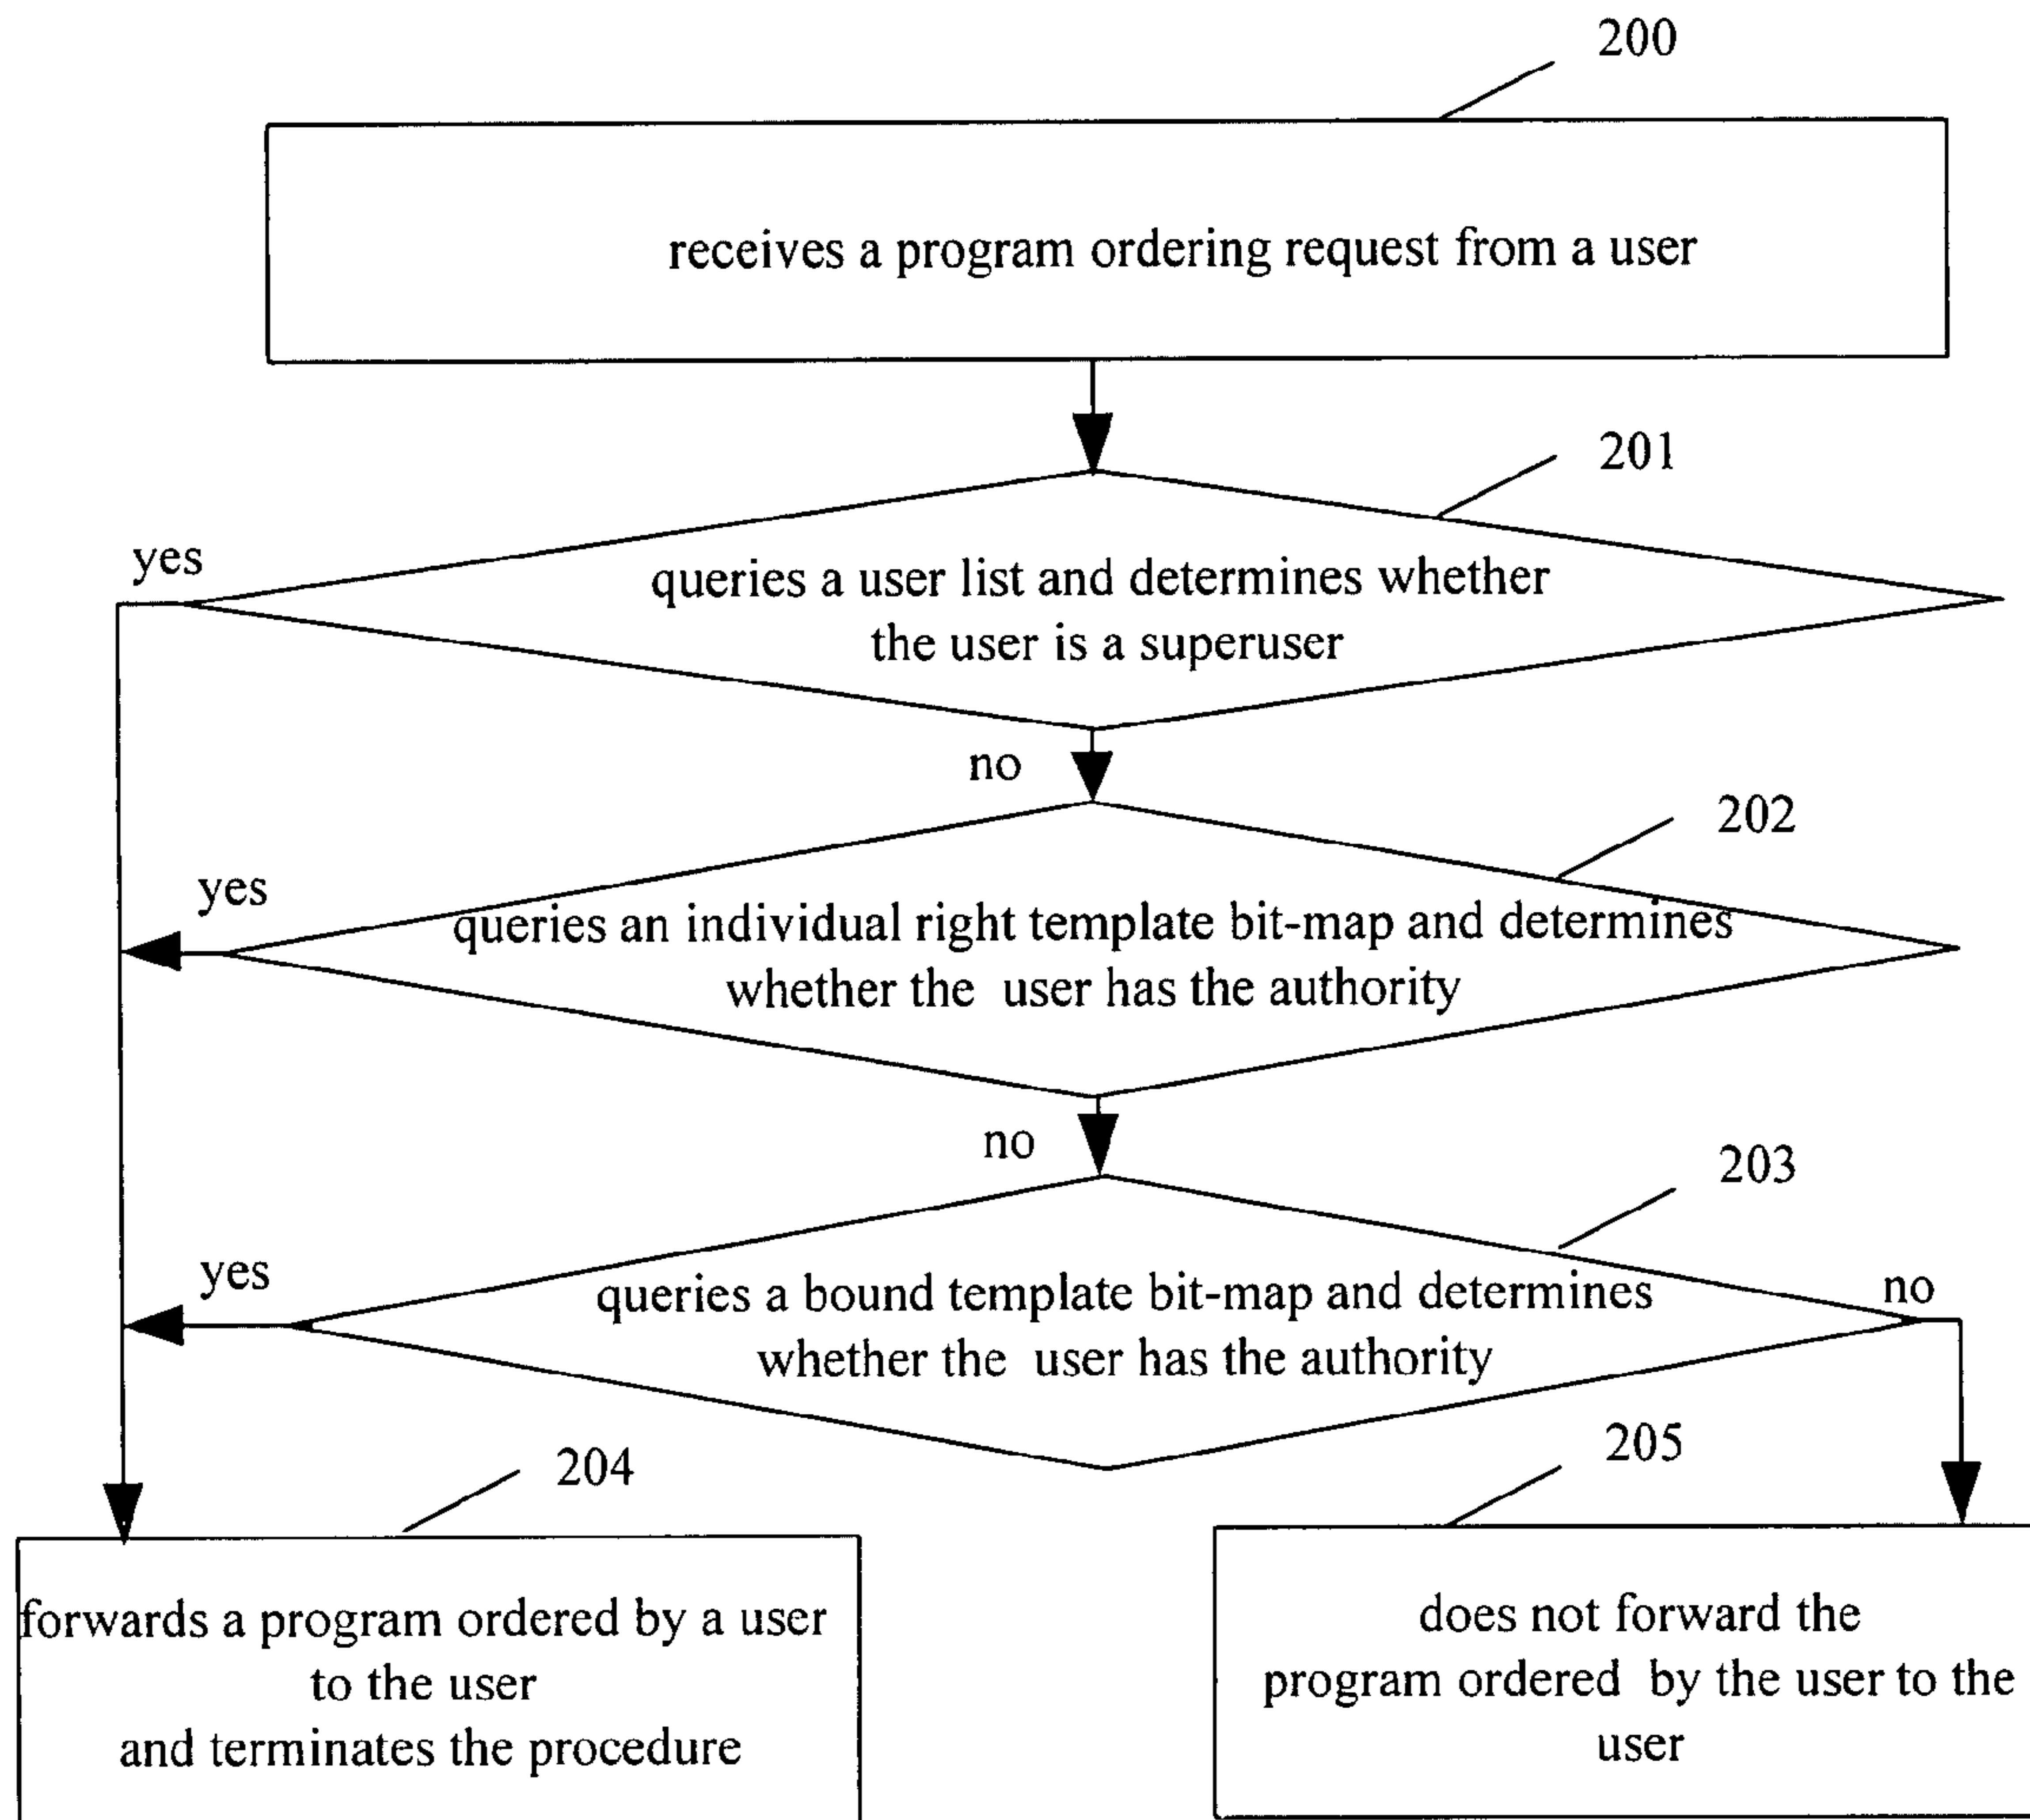 200
receives a program ordering request from a user
201
yes
queries a user list and determines whether
the user is a superuser
no
202
yes
queries an individual right template bit-map and determines
whether the user has the authority
no
203
yes
queries a bound template bit-map and determines
no
whether the user has the authority
204
205
forwards a program ordered by a user
to the user
and terminates the procedure
does not forward the
program ordered by the user to the
user